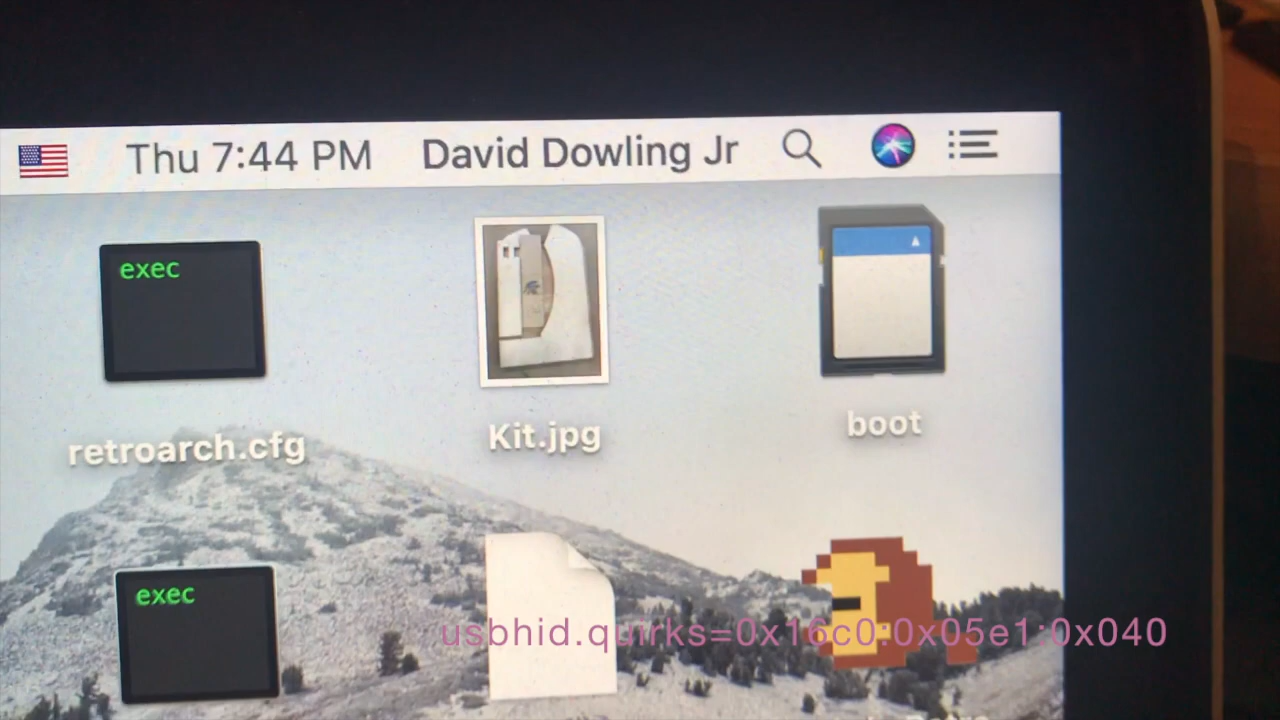 Thu 7:44 PM David Dowling Jr
exec
retroarch.cfg
Kit.jpg
boot
exec
usbhid.quirks=0x16c0:0x05e1:0x040